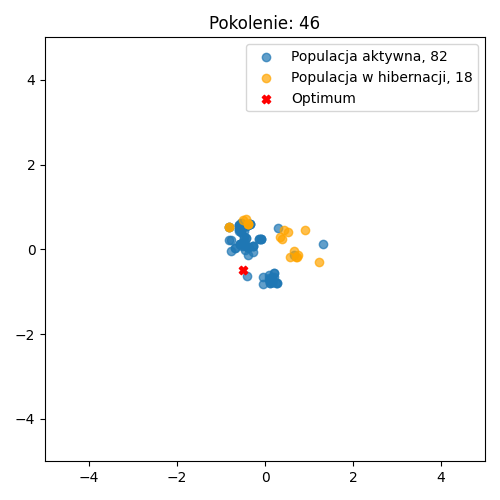 Pokolenie: 46
Populacja aktywna, 82
Populacja w hibernacji, 18
Optimum
4
2
0
−2
−4
−4
−2
0
2
4